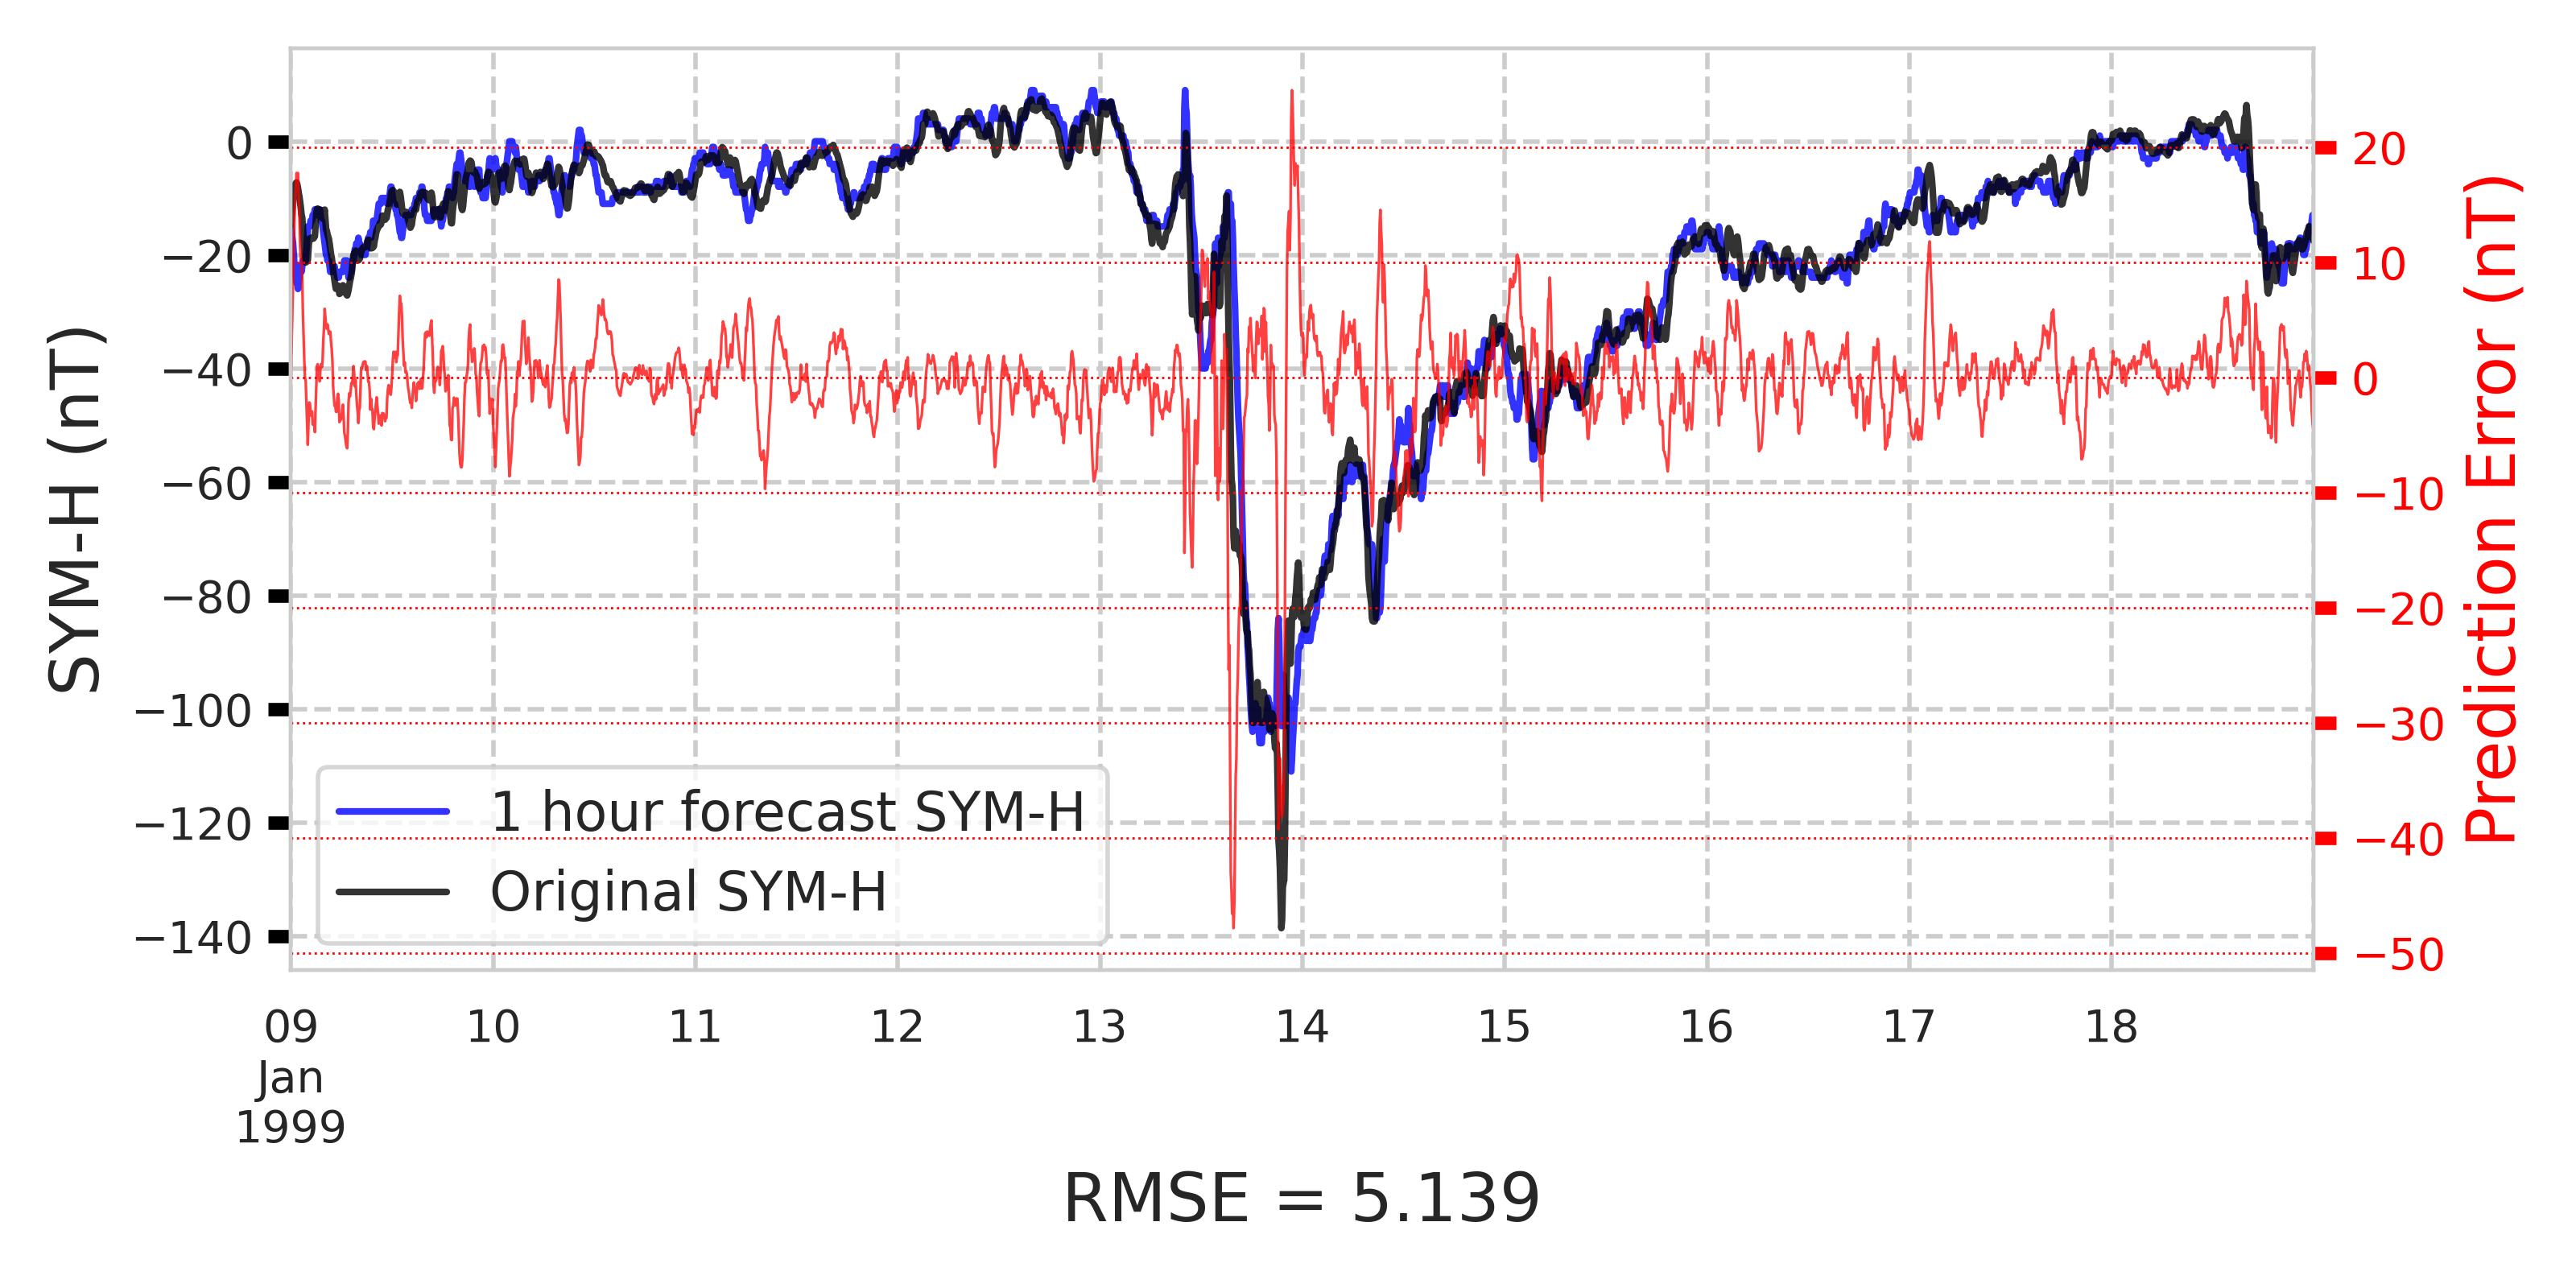 SYM-H (nT)
0
−20
−40
−60
−80
−100
−120
−140
1 hour forecast SYM-H
Original SYM-H
20
10
0
−10
−20
−30
−40
−50
Prediction Error (nT)
09 10 11 12 13 14 15 16 17 18
Jan
1999
RMSE = 5.139